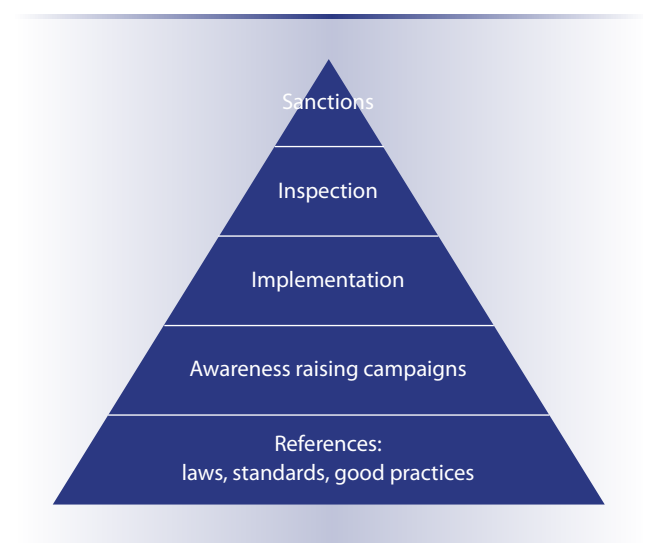 Sanctions
Inspection
Implementation
Awareness raising campaigns
References:
laws, standards, good practices